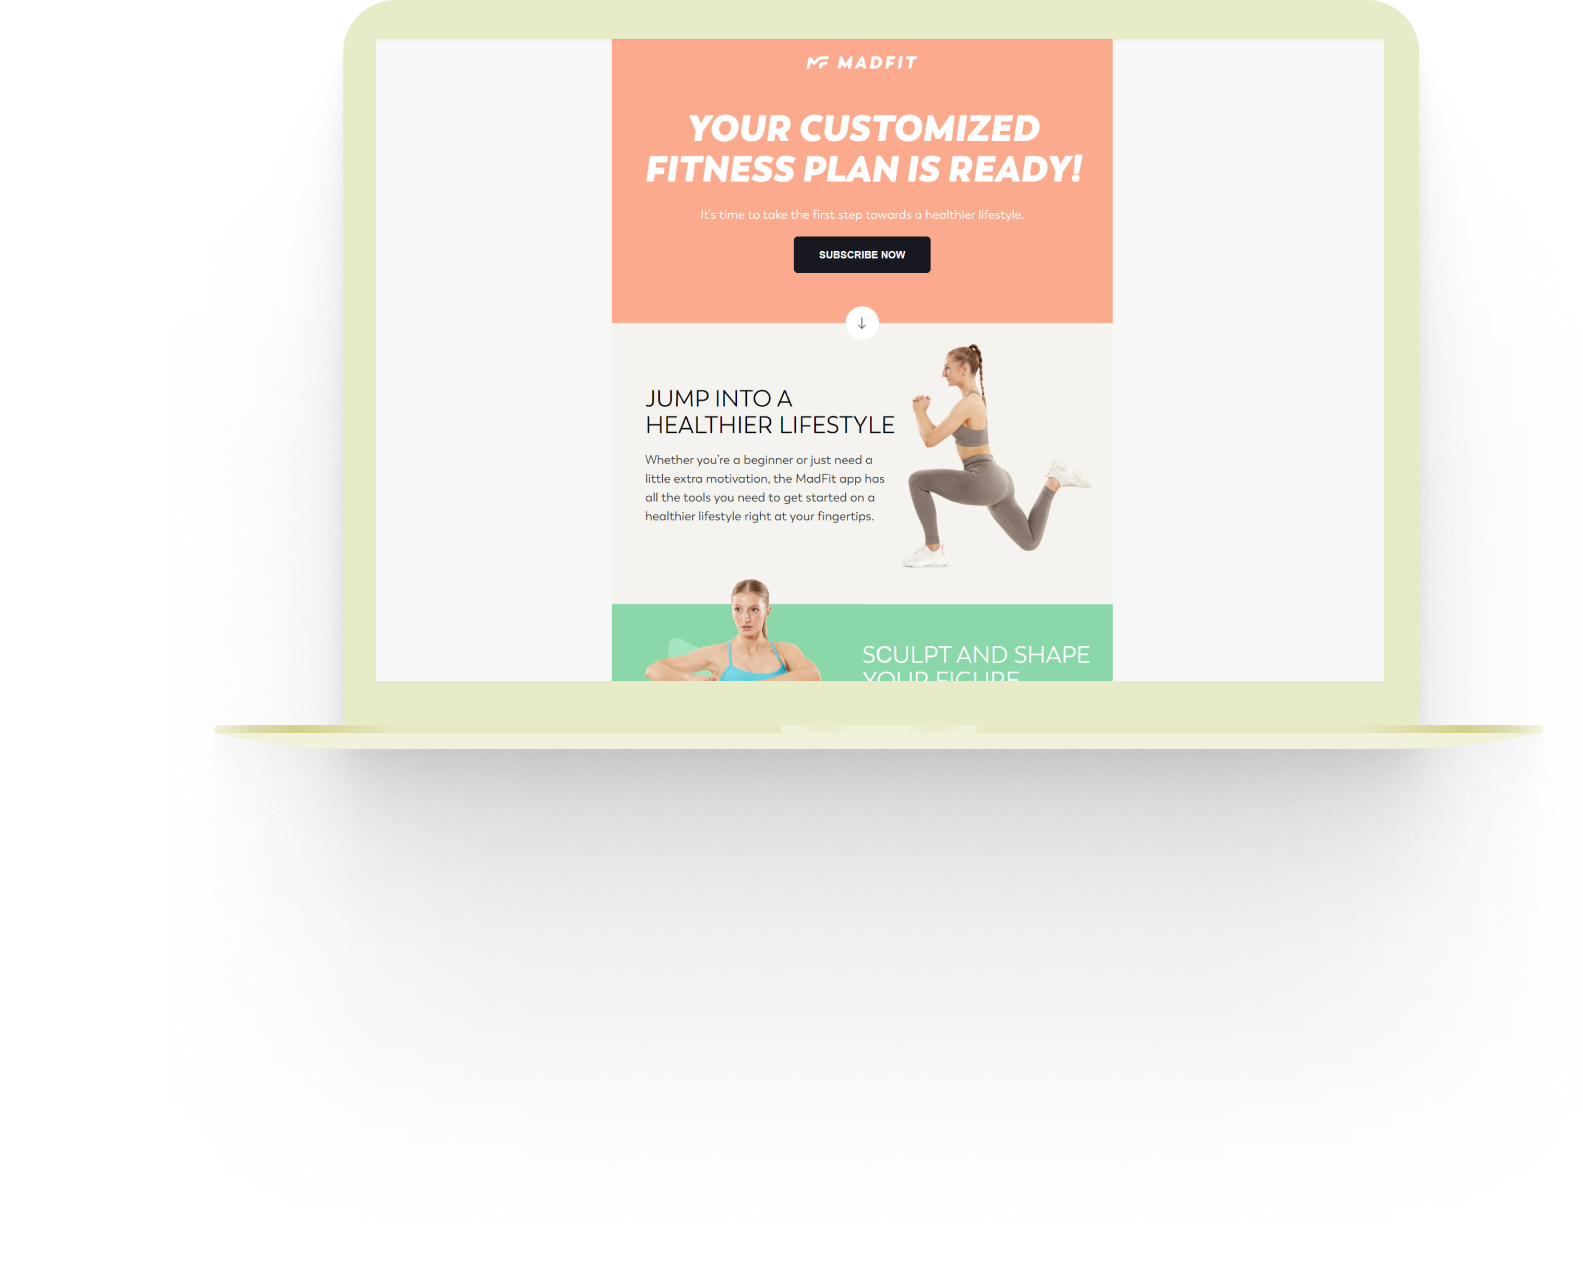 MF MADFIT
YOUR CUSTOMIZED
FITNESS PLAN IS READY!
It's time to take the first step towards a healthier lifestyle.
SUBSCRIBE NOW
JUMP INTO A
HEALTHIER LIFESTYLE
Whether you're a beginner or just need a
little extra motivation, the MadFit app has
all the tools you need to get started on a
healthier lifestyle right at your fingertips.
SCULPT AND SHAPE
YOUR FIGURE